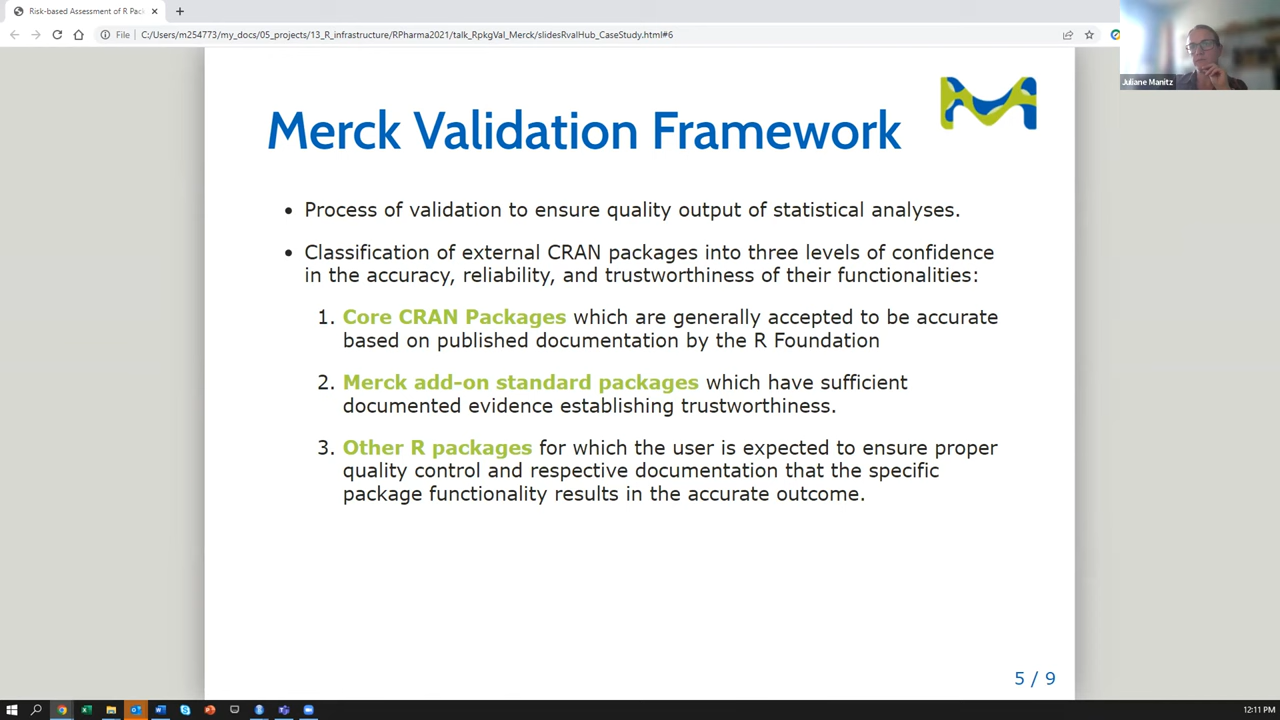 Risk-based Assessment of R Pack
File
C:/Users/m254773/my_docs/05_projects/13_R_infrastructure/RPharma2021/talk_RpkgVal_Merck/slidesRvalHub_CaseStudy.html#6
Juliane Manitz
Merck Validation Framework
• Process of validation to ensure quality output of statistical analyses.
• Classification of external CRAN packages into three levels of confidence
in the accuracy, reliability, and trustworthiness of their functionalities:
1. Core CRAN Packages which are generally accepted to be accurate
based on published documentation by the R Foundation
2. Merck add-on standard packages which have sufficient
documented evidence establishing trustworthiness.
3. Other R packages for which the user is expected to ensure proper
quality control and respective documentation that the specific
package functionality results in the accurate outcome.
5 / 9
12:11 PM